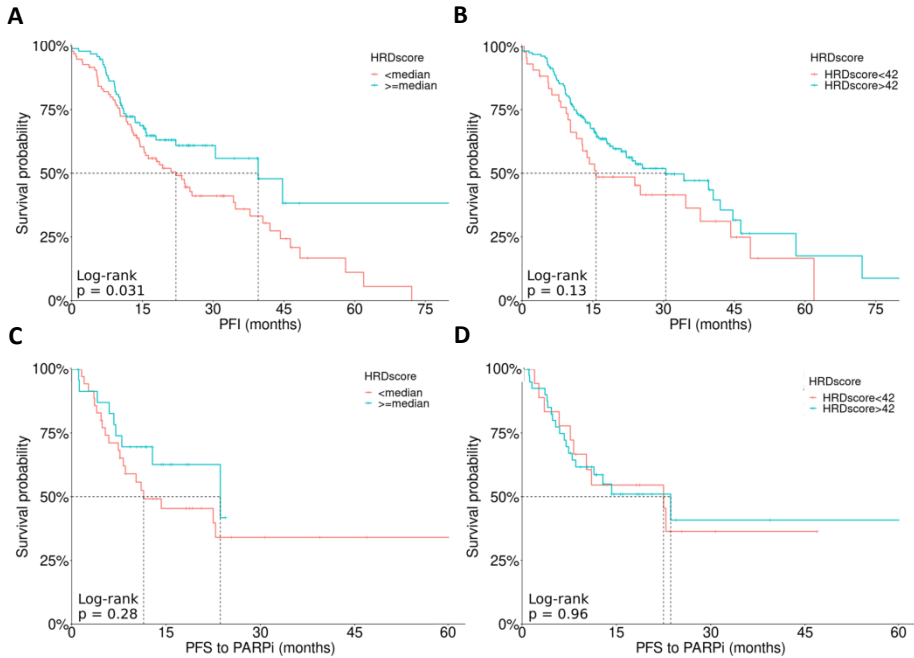 A
100%
75%
50%
25%
0%
Survival probability
HRDscore
<median
>=median
Log-rank
p = 0.031
0
15
30
45
60
75
PFI (months)
B
100%
75%
50%
25%
0%
Survival probability
HRDscore
HRDscore<42
HRDscore>42
Log-rank
p = 0.13
0
15
30
45
60
75
PFI (months)
C
100%
75%
50%
25%
0%
Survival probability
HRDscore
<median
>=median
Log-rank
p = 0.28
0
15
30
45
60
PFS to PARPi (months)
D
100%
75%
50%
25%
0%
Survival probability
HRDscore
HRDscore<42
HRDscore>42
Log-rank
p = 0.96
0
15
30
45
60
PFS to PARPi (months)